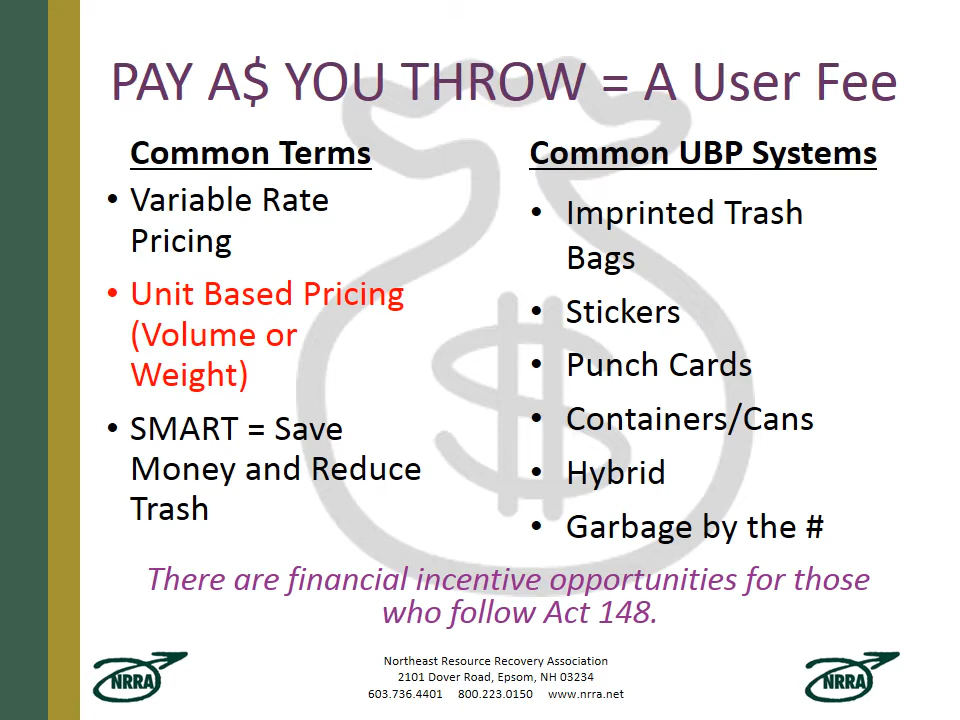 PAY A$ YOU THROW = A User Fee
Common Terms
• Variable Rate
Pricing
• Unit Based Pricing
(Volume or
Weight)
• SMART = Save
Money and Reduce
Trash
Common UBP Systems
• Imprinted Trash
Bags
• Stickers
• Punch Cards
• Containers/Cans
• Hybrid
• Garbage by the #
There are financial incentive opportunities for those
who follow Act 148.
NRRA
Northeast Resource Recovery Association
2101 Dover Road, Epsom, NH 03234
603.736.4401 800.223.0150 www.nrra.net
NRRA